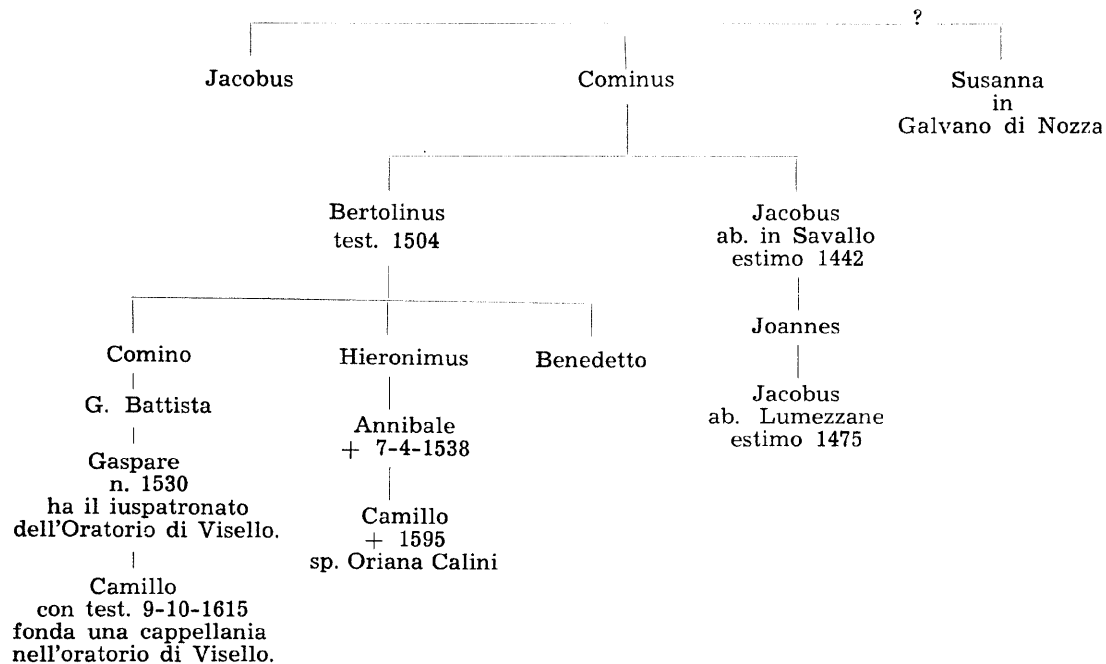 ?
Jacobus
Cominus
Susanna
in
Galvano di Nozza
Bertolinus
test. 1504
Jacobus
ab. in Savallo
estimo 1442
Joannes
Jacobus
ab. Lumezzane
estimo 1475
Comino
G. Battista
Gaspare
n. 1530
ha il iuspatronato
dell'Oratorio di Visello.
Camillo
con test. 9-10-1615
fonda una cappellania
nell'oratorio di Visello.
Hieronimus
Annibale
+ 7-4-1538
Camillo
+ 1595
sp. Oriana Calini
Benedetto